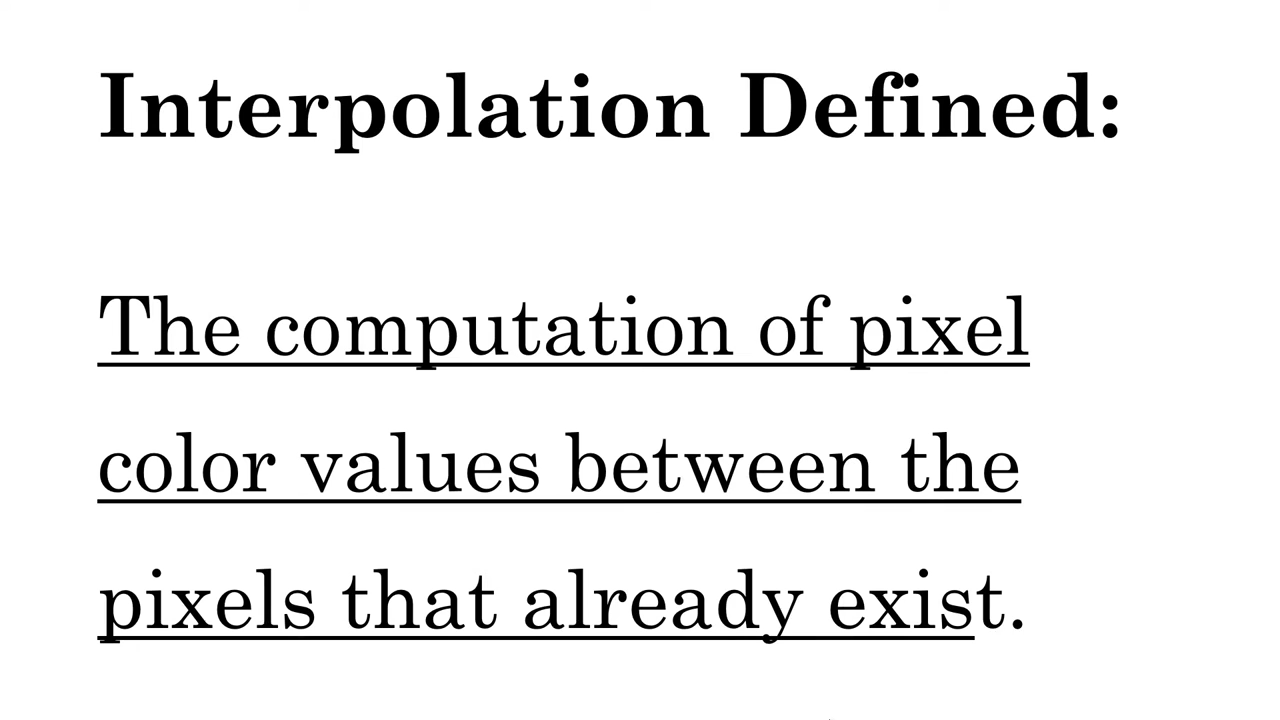 Interpolation Defined:
The computation of pixel
color values between the
pixels that already exist.